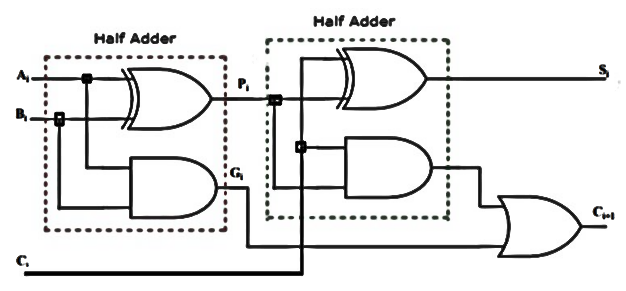 Half Adder
Half Adder
Aᵢ
Bᵢ
Pᵢ
Sᵢ
Gᵢ
Cᵢ₊₁
Cᵢ